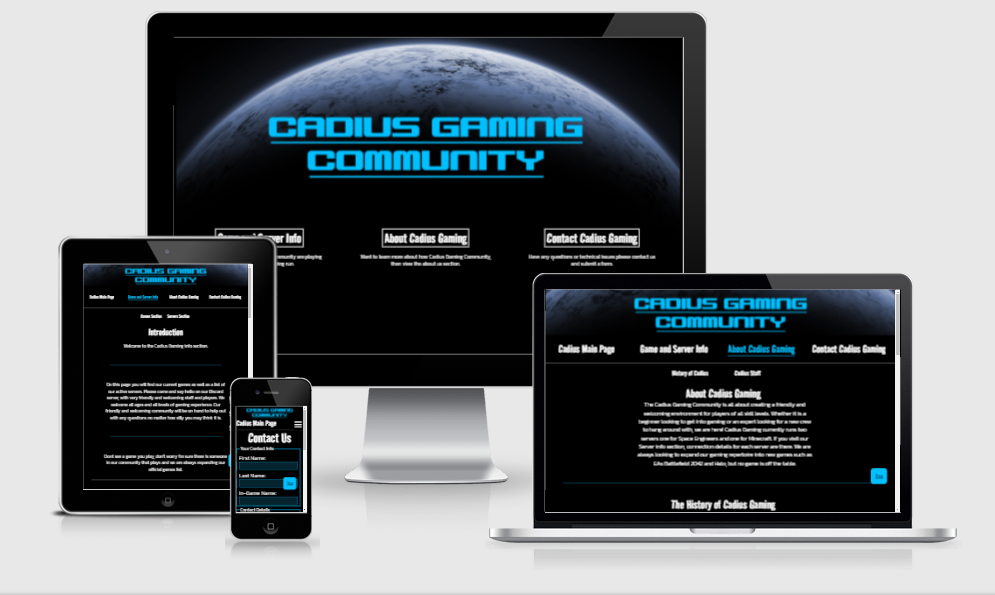 CADIUS GAMING
COMMUNITY
Server Info
About Cadius Gaming
Contact Cadius Gaming
community are playing
Want to learn more about how Cadius Gaming Community,
Have any questions or technical issues please contact us
then view the about us section.
and submit a form.
CADIUS GAMING
COMMUNITY
Cadius Main Page
Game and Server Info
About Cadius Gaming
Contact Cadius Gaming
Games Section
Servers Section
Introduction
Welcome to the Cadius Gaming Info section.
On this page you will find our current games as well as a list of
our active servers. Please come and say hello on our Discord
server, with very friendly and welcoming staff and players. We
welcome all ages and all levels of gaming experience. Our
friendly and welcoming community will be on hand to help out
with any questions no matter how silly you may think it is.
Dont see a game you play, don't worry I'm sure there is someone
in our community that plays and we are always expanding our
official games list.
CADIUS GAMING
COMMUNITY
Cadius Main Page
Contact Us
Your Contact Info
First Name:
Last Name:
In-Game Name:
Contact Details
CADIUS GAMING
COMMUNITY
Cadius Main Page
Game and Server Info
About Cadius Gaming
Contact Cadius Gaming
History of Cadius
Cadius Staff
About Cadius Gaming
The Cadius Gaming Community is all about creating a friendly and
welcoming environment for players of all skill levels. Whether it is a
beginner looking to get into gaming or an expert looking for a new crew
to hang around with, we are here! Cadius Gaming currently runs two
servers one for Space Engineers and one for Minecraft. If you visit our
Server Info section, connection details for each server are there. We are
always looking to expand our gaming repertoire into new games such as
EAs Battlefield 2042 and Halo, but no game is off the table.
The History of Cadius Gaming